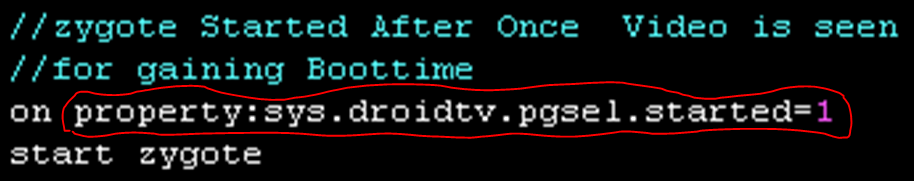 //zygote Started After Once  Video is seen
//for gaining Boottime
on property:sys.droidtv.pgsel.started=1
start zygote